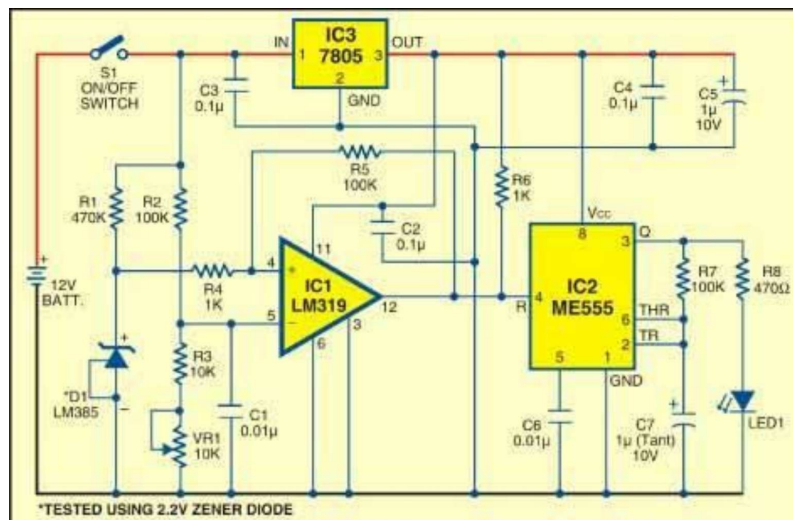 IC3
7805
IN
1
3
OUT
2
GND
S1
ON/OFF
SWITCH
C3
0.1µ
C4
0.1µ
C5
1µ
10V
+
R5
100K
R1
470K
R2
100K
R6
1K
C2
0.1µ
11
Vcc
8
3
Q
12V
BATT.
+
R4
1K
4
+
IC1
LM319
12
5
–
6
3
R
4
IC2
ME555
R7
100K
R8
470Ω
6
THR
2
TR
5
1
GND
+
*D1
LM385
–
R3
10K
VR1
10K
C1
0.01µ
C6
0.01µ
+
C7
1µ (Tant)
10V
LED1
*TESTED USING 2.2V ZENER DIODE